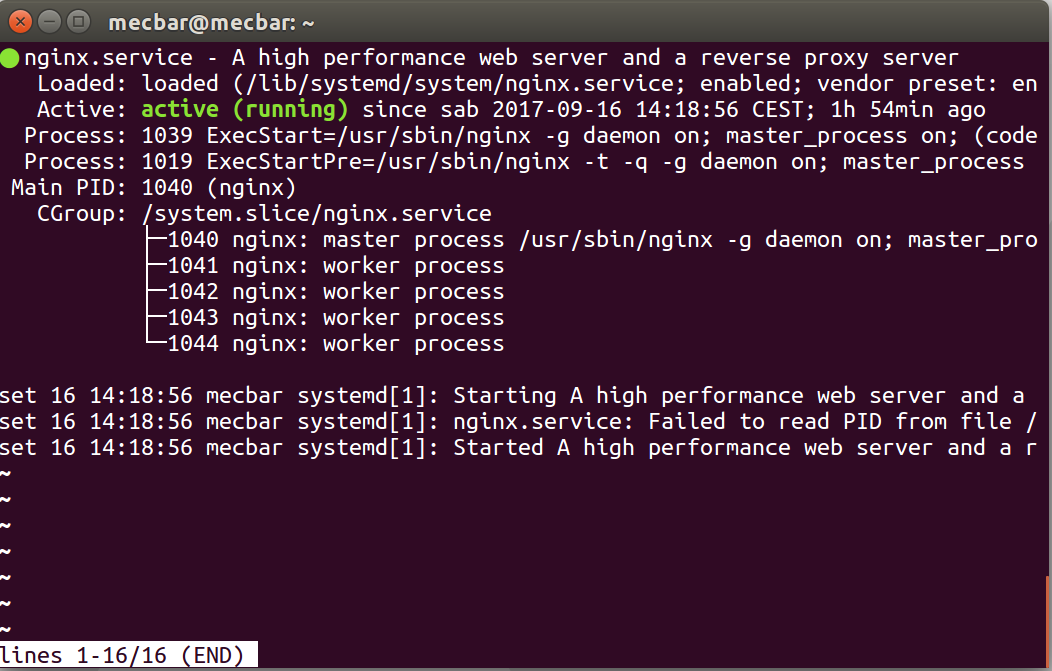 mecbar@mecbar: ~
nginx.service - A high performance web server and a reverse proxy server
Loaded: loaded (/lib/systemd/system/nginx.service; enabled; vendor preset: en
Active: active (running) since sab 2017-09-16 14:18:56 CEST; 1h 54min ago
Process: 1039 ExecStart=/usr/sbin/nginx -g daemon on; master_process on; (code
Process: 1019 ExecStartPre=/usr/sbin/nginx -t -q -g daemon on; master_process
Main PID: 1040 (nginx)
CGroup: /system.slice/nginx.service
├─1040 nginx: master process /usr/sbin/nginx -g daemon on; master_pro
├─1041 nginx: worker process
├─1042 nginx: worker process
├─1043 nginx: worker process
└─1044 nginx: worker process
set 16 14:18:56 mecbar systemd[1]: Starting A high performance web server and a
set 16 14:18:56 mecbar systemd[1]: nginx.service: Failed to read PID from file /
set 16 14:18:56 mecbar systemd[1]: Started A high performance web server and a r
~
~
~
~
~
~
~
lines 1-16/16 (END)